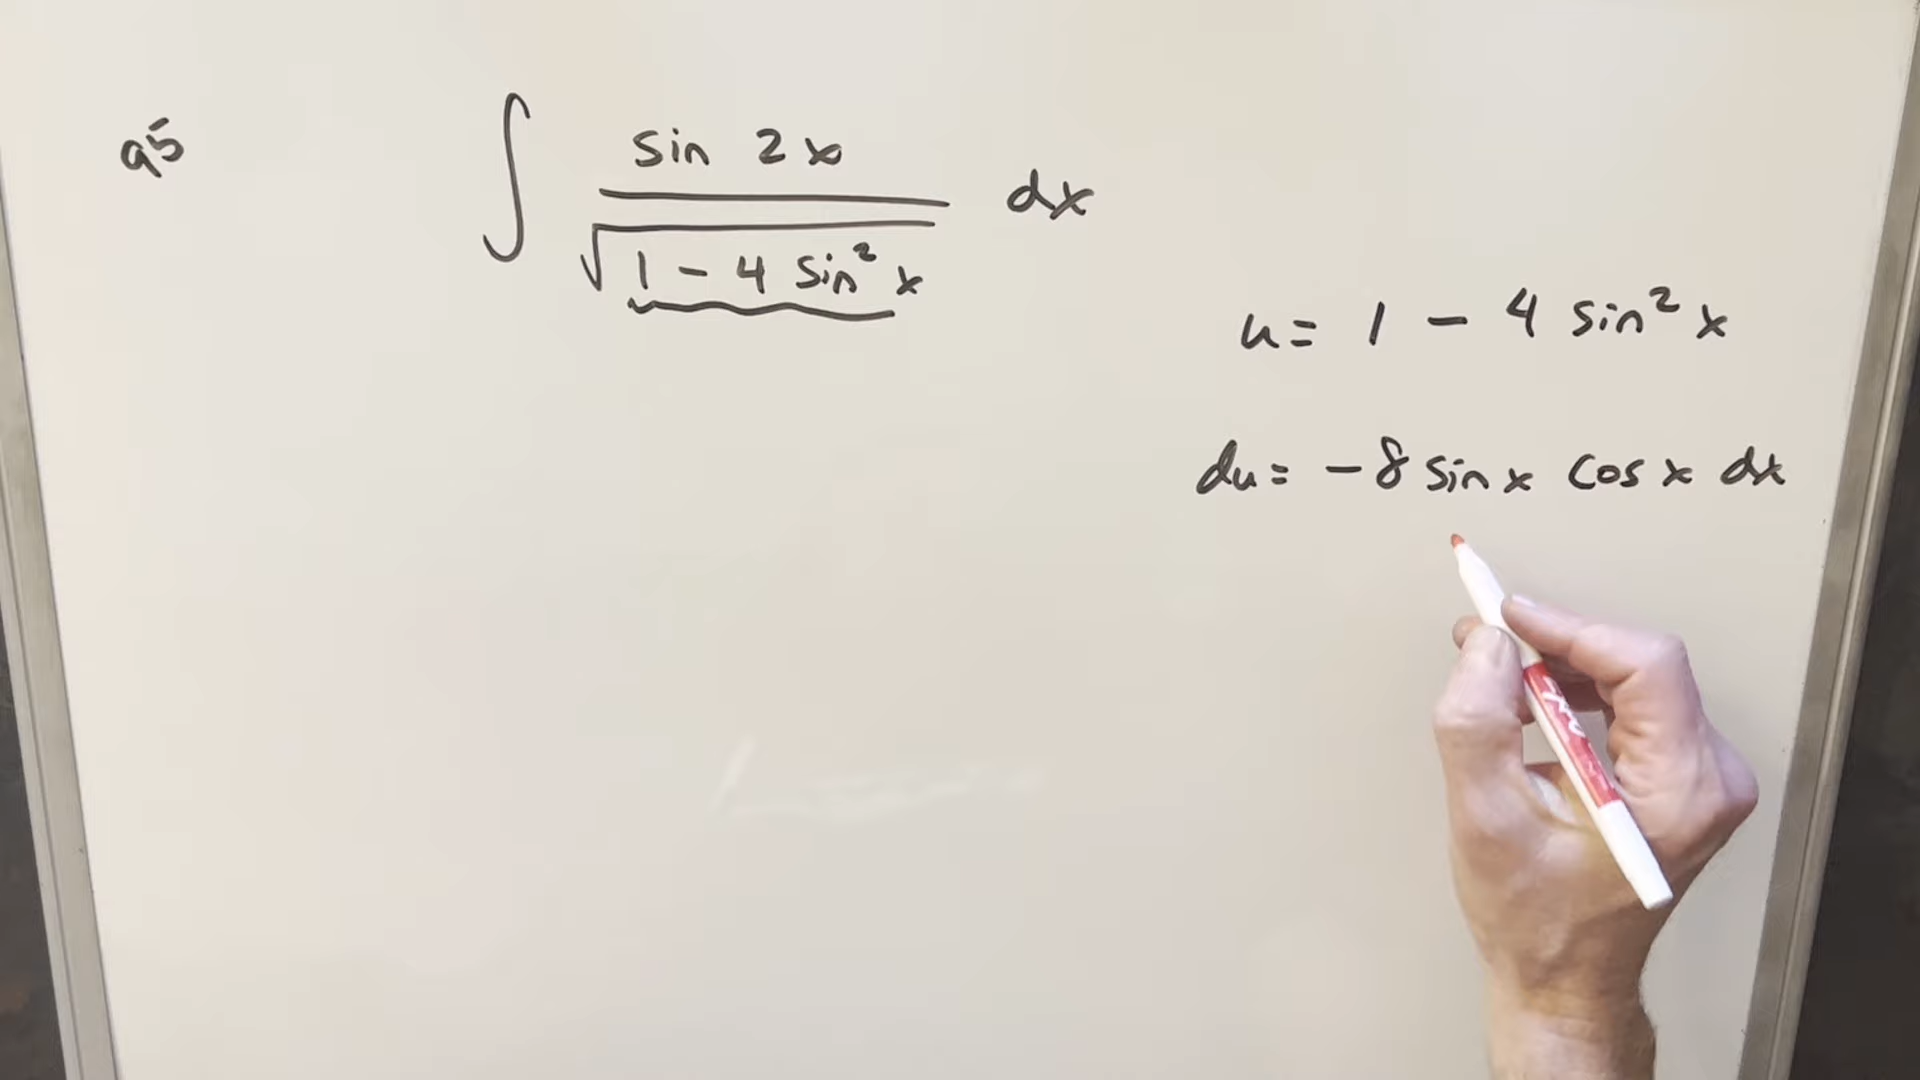 95
∫ sin 2x / √(1 - 4 sin² x) dx
u = 1 - 4 sin² x
du = -8 sin x cos x dx